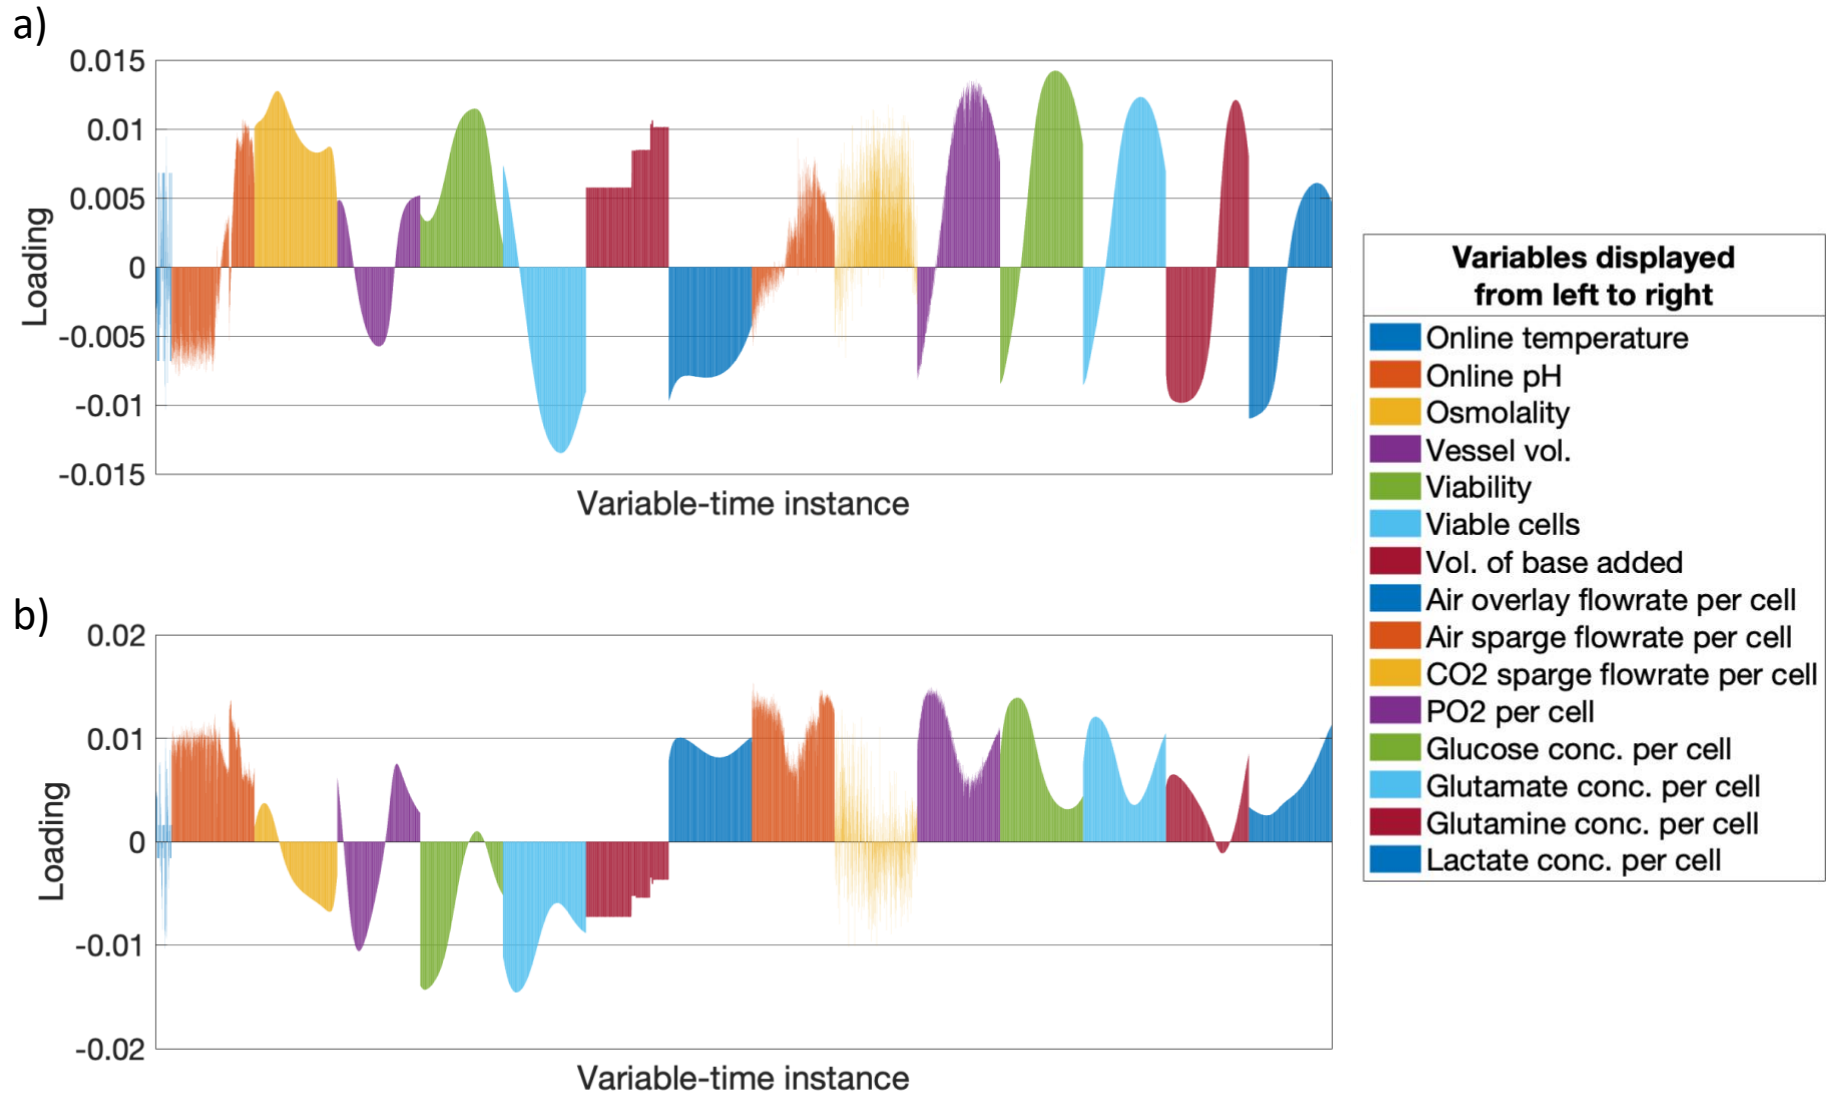 a)
0.015
0.01
0.005
0
-0.005
-0.01
-0.015
Loading
Variable-time instance
b)
0.02
0.01
0
-0.01
-0.02
Loading
Variable-time instance
Variables displayed
from left to right
Online temperature
Online pH
Osmolality
Vessel vol.
Viability
Viable cells
Vol. of base added
Air overlay flowrate per cell
Air sparge flowrate per cell
CO2 sparge flowrate per cell
PO2 per cell
Glucose conc. per cell
Glutamate conc. per cell
Glutamine conc. per cell
Lactate conc. per cell